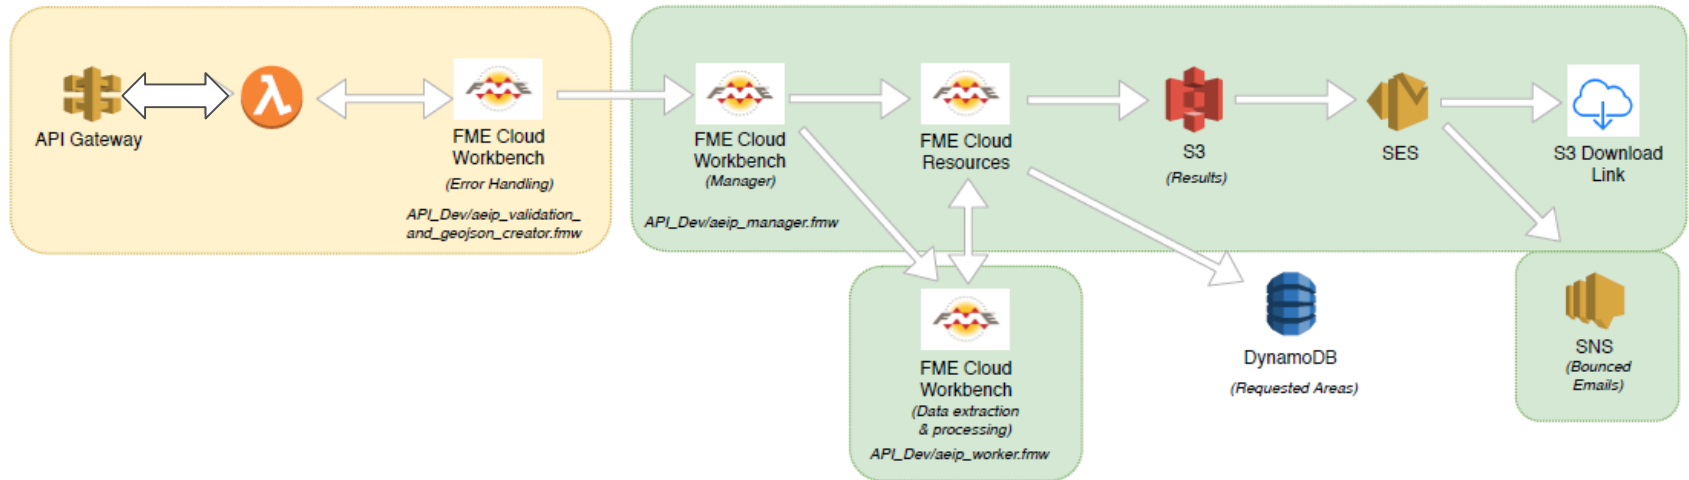 API Gateway
FME Cloud
Workbench
(Error Handling)
API_Dev/aeip_validation_
and_geojson_creator.fmw
FME Cloud
Workbench
(Manager)
API_Dev/aeip_manager.fmw
FME Cloud
Resources
S3
(Results)
SES
S3 Download
Link
FME Cloud
Workbench
(Data extraction
& processing)
API_Dev/aeip_worker.fmw
DynamoDB
(Requested Areas)
SNS
(Bounced
Emails)